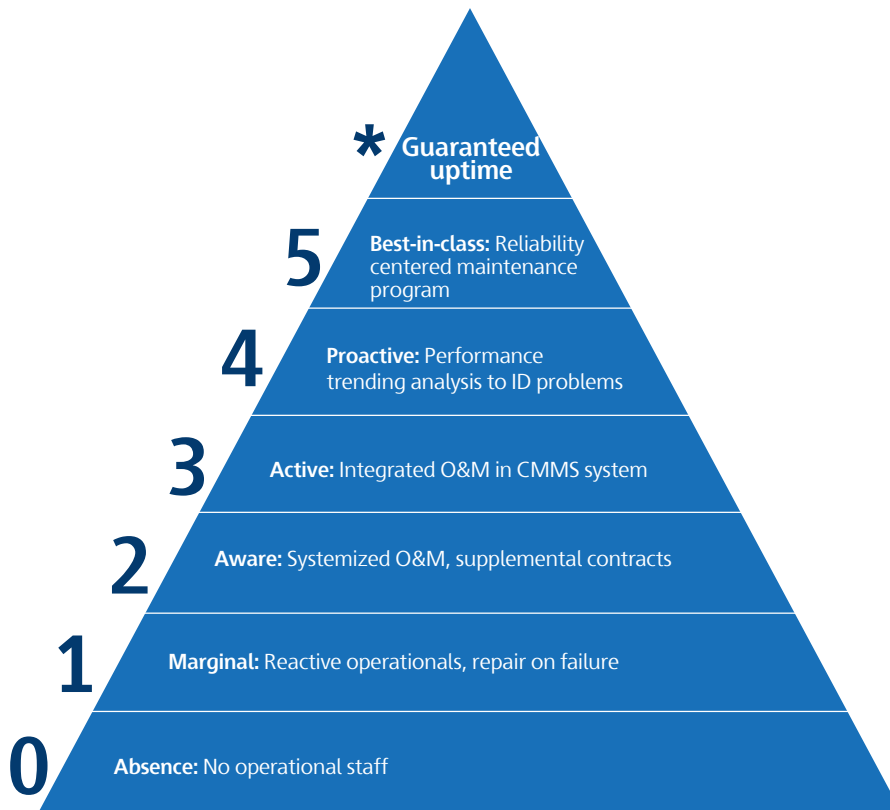 * Guaranteed
uptime
5 Best-in-class: Reliability
centered maintenance
program
4 Proactive: Performance
trending analysis to ID problems
3 Active: Integrated O&M in CMMS system
2 Aware: Systemized O&M, supplemental contracts
1 Marginal: Reactive operationals, repair on failure
0 Absence: No operational staff